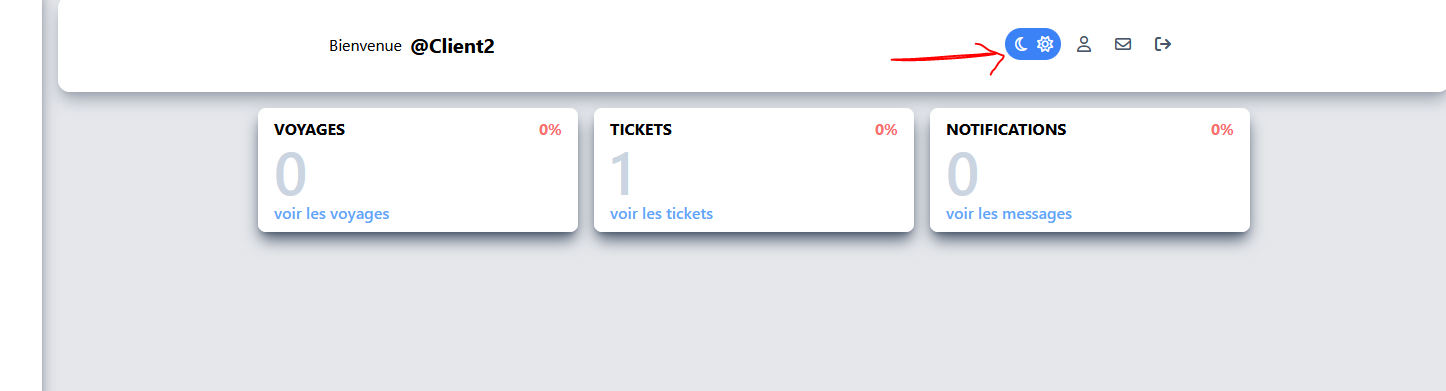 Bienvenue @Client2
VOYAGES 0%
0
voir les voyages
TICKETS 0%
1
voir les tickets
NOTIFICATIONS 0%
0
voir les messages